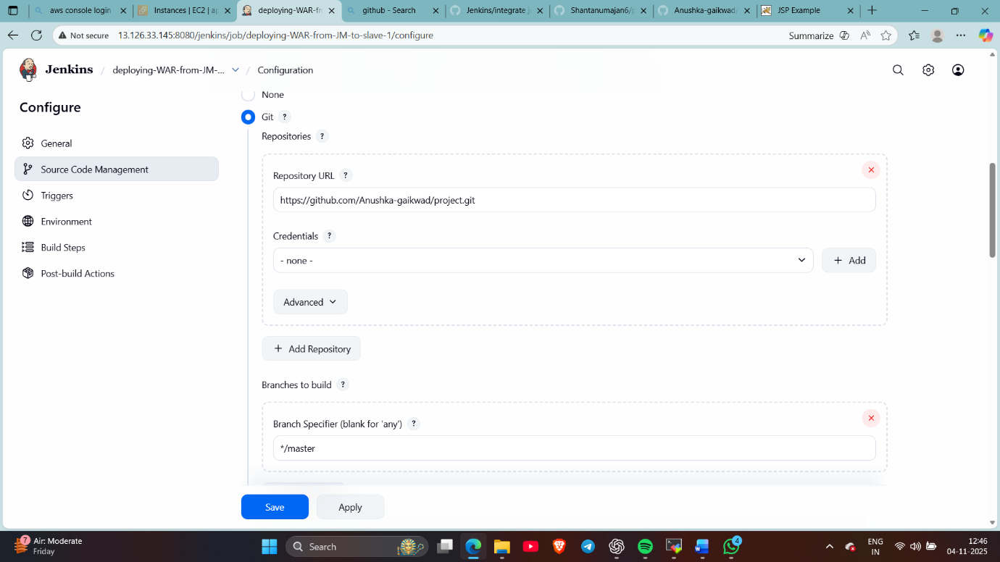 aws console login
Instances | EC2 | ap
deploying-WAR-fr
github - Search
Jenkins/integrate j
Shantanumajan6/p
Anushka-gaikwad/
JSP Example
Not secure
13.126.33.145:8080/jenkins/job/deploying-WAR-from-JM-to-slave-1/configure
Summarize
Jenkins / deploying-WAR-from-JM-... / Configuration
Configure
General
Source Code Management
Triggers
Environment
Build Steps
Post-build Actions
None
Git ?
Repositories ?
Repository URL ?
https://github.com/Anushka-gaikwad/project.git
Credentials ?
- none -
+ Add
Advanced
+ Add Repository
Branches to build ?
Branch Specifier (blank for 'any') ?
*/master
Save
Apply
7
Air: Moderate
Friday
Search
4
ENG
IN
12:46
04-11-2025